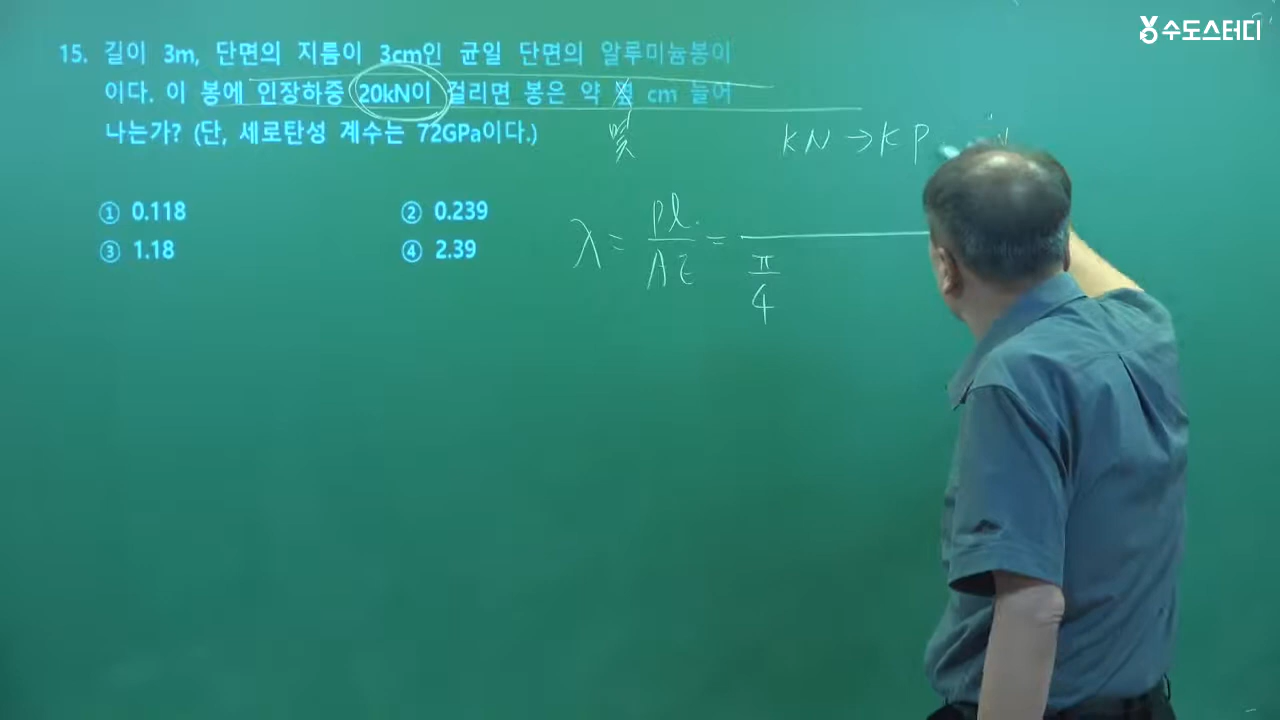 수도스터디
15. 길이 3m, 단면의 지름이 3cm인 균일 단면의 알루미늄봉이
이다. 이 봉에 인장하중 20kN이 걸리면 봉은 약 몇 cm 늘어
나는가? (단, 세로탄성 계수는 72GPa이다.)
몇
kN → kP
① 0.118 ② 0.239
③ 1.18 ④ 2.39
λ = Pl / AE =
π / 4